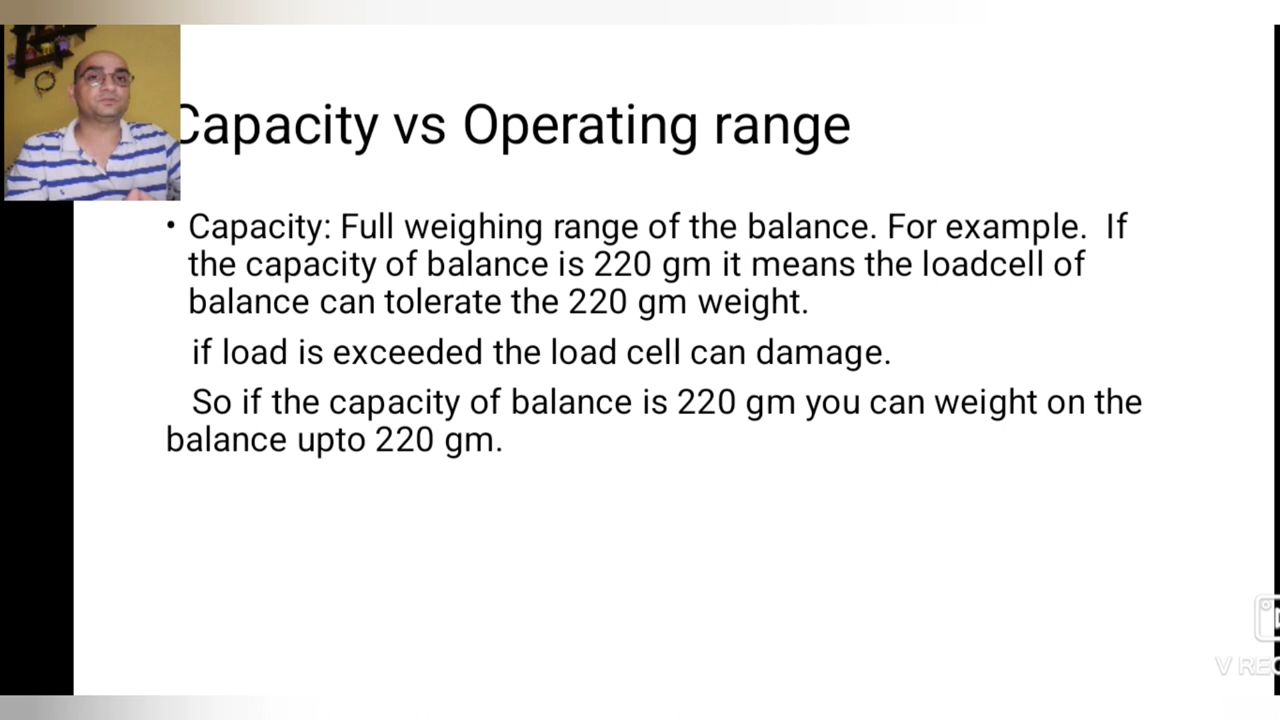 Capacity vs Operating range
• Capacity: Full weighing range of the balance. For example. If
the capacity of balance is 220 gm it means the loadcell of
balance can tolerate the 220 gm weight.
if load is exceeded the load cell can damage.
So if the capacity of balance is 220 gm you can weight on the
balance upto 220 gm.
V REC